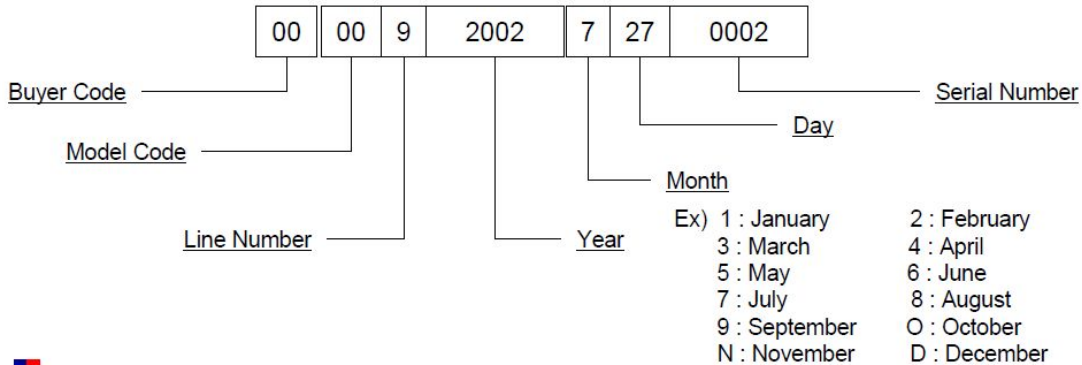 00 00 9 2002 7 27 0002
Buyer Code
Serial Number
Day
Model Code
Month
Ex) 1 : January 2 : February
Line Number
Year
3 : March 4 : April
5 : May 6 : June
7 : July 8 : August
9 : September O : October
N : November D : December